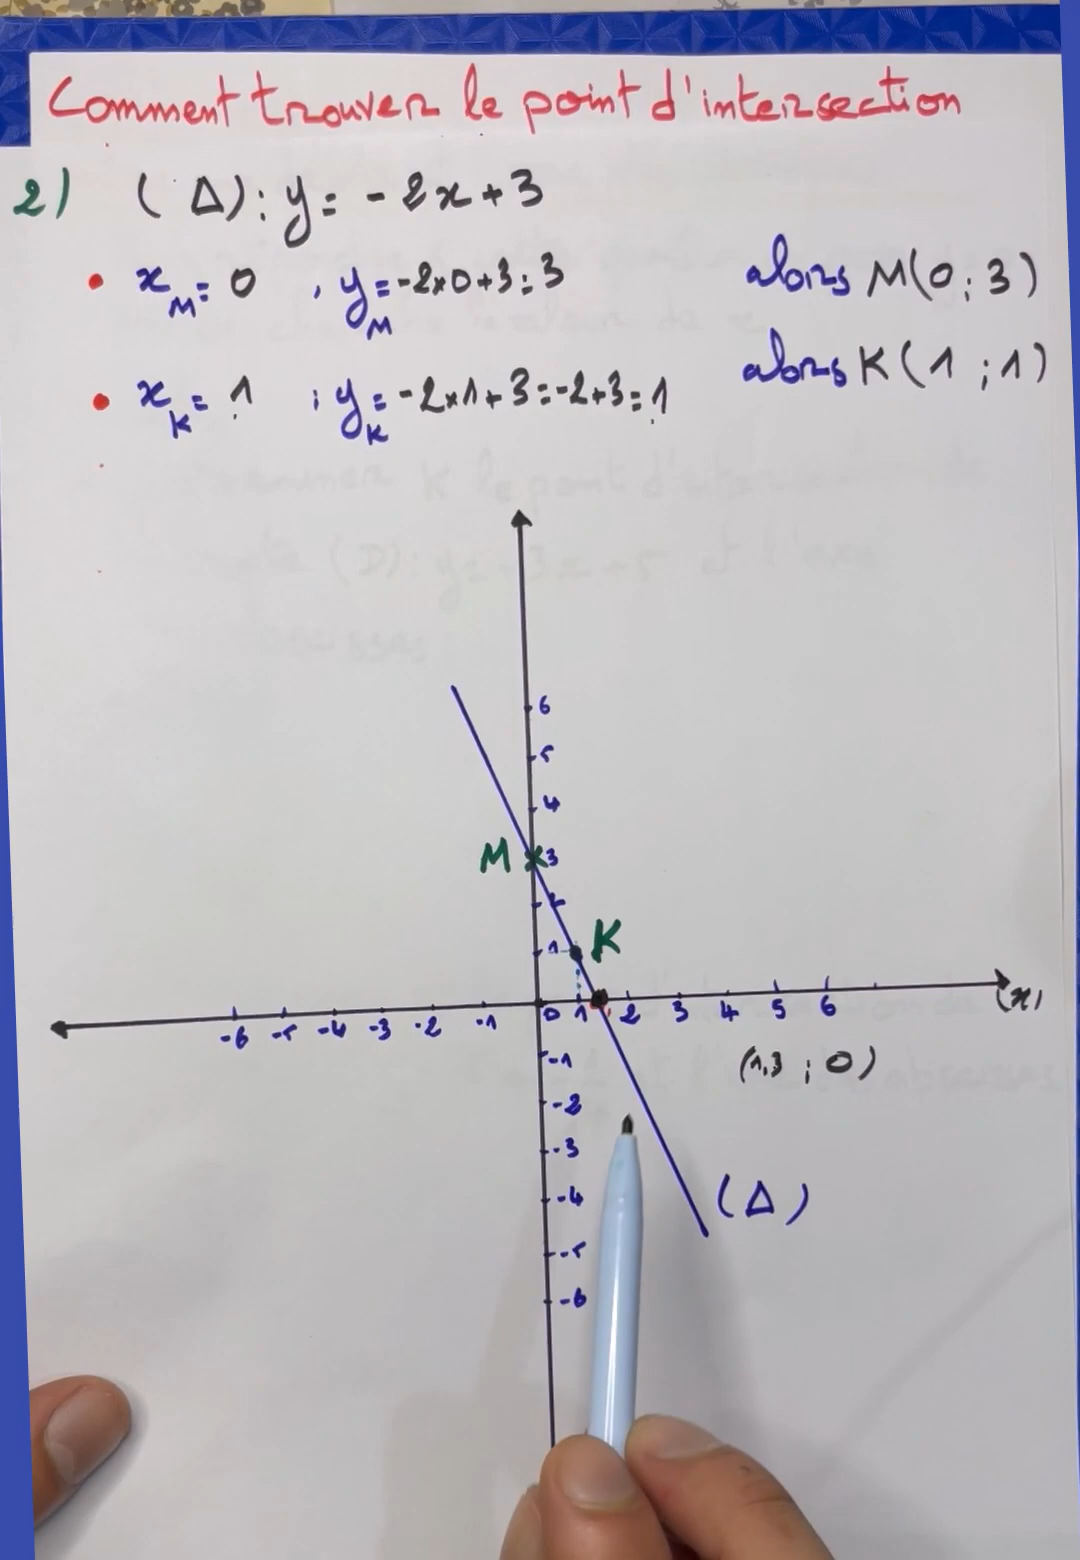 Comment trouver le point d'intersection
2) (Δ): y = -2x+3
• x_M = 0 , y_M = -2×0+3 = 3 alors M(0;3)
• x_K = 1 ; y_K = -2×1+3 = -2+3 = 1 alors K(1;1)
6
5
4
M 3
2
1 K
-6 -5 -4 -3 -2 -1 0 1 2 3 4 5 6 (x)
-1 (1,3 ; 0)
-2
-3
-4 (Δ)
-5
-6